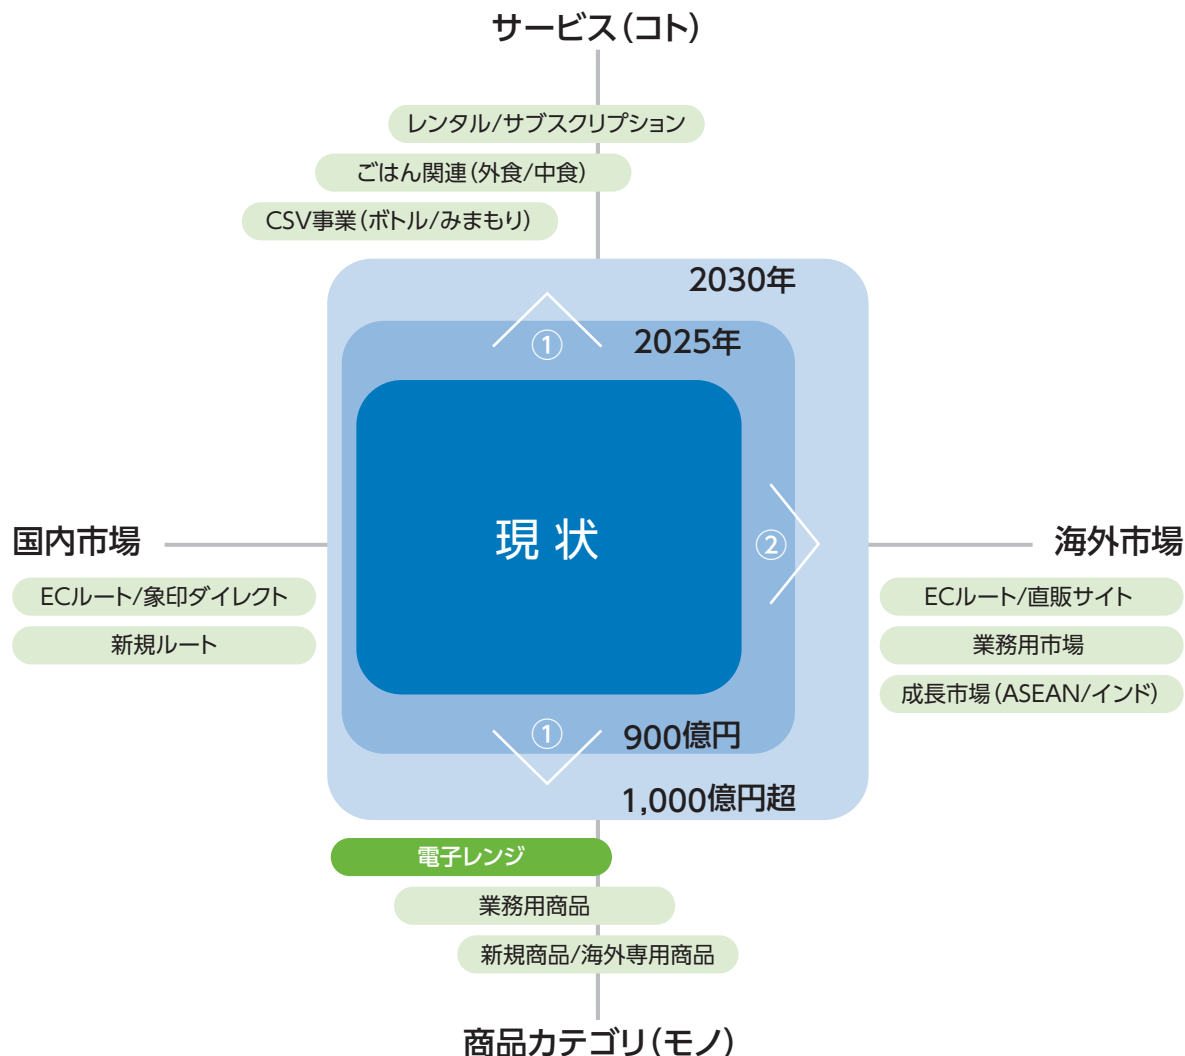 サービス（コト）
レンタル/サブスクリプション
ごはん関連（外食/中食）
CSV事業（ボトル/みまもり）
2030年
① 2025年
現状
②
国内市場
ECルート/象印ダイレクト
新規ルート
海外市場
ECルート/直販サイト
業務用市場
成長市場（ASEAN/インド）
① 900億円
1,000億円超
電子レンジ
業務用商品
新規商品/海外専用商品
商品カテゴリ（モノ）